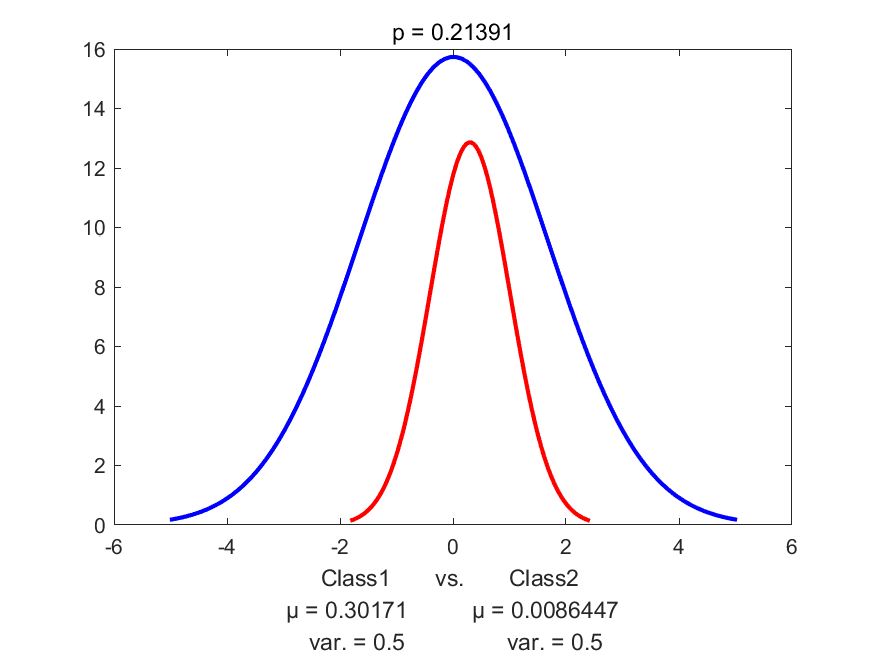 p = 0.21391
16
14
12
10
8
6
4
2
0
-6 -4 -2 0 2 4 6
Class1 vs. Class2
μ = 0.30171 μ = 0.0086447
var. = 0.5 var. = 0.5